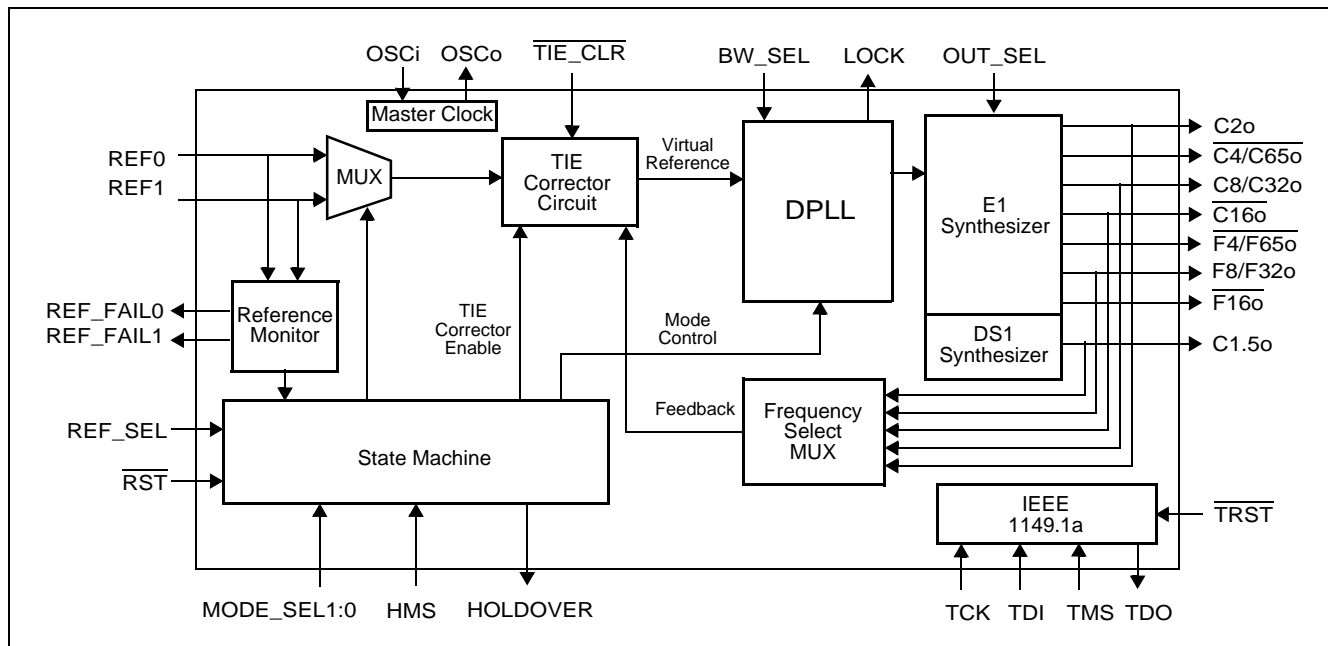 OSCi OSCo TIE_CLR BW_SEL LOCK OUT_SEL
Master Clock
REF0
REF1
MUX
TIE
Corrector
Circuit
Virtual
Reference
DPLL
E1
Synthesizer
DS1
Synthesizer
C2o
C4/C65o
C8/C32o
C16o
F4/F65o
F8/F32o
F16o
C1.5o
REF_FAIL0
REF_FAIL1
Reference
Monitor
TIE
Corrector
Enable
Mode
Control
Feedback
Frequency
Select
MUX
REF_SEL
RST
State Machine
IEEE
1149.1a
TRST
MODE_SEL1:0 HMS HOLDOVER TCK TDI TMS TDO